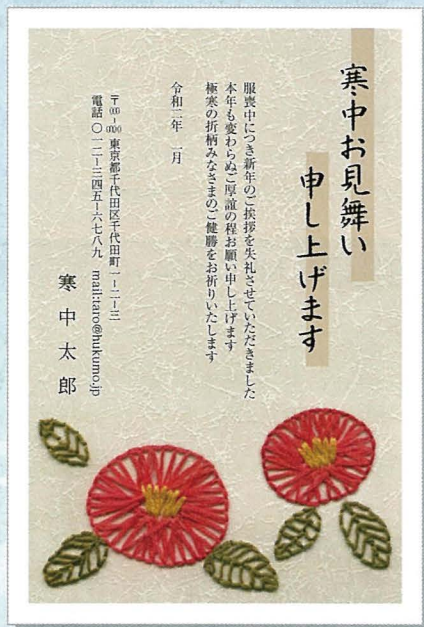 寒中お見舞い
申し上げます
服喪中につき新年のご挨拶を失礼させていただきました
本年も変わらぬご厚誼の程お願い申し上げます
極寒の折柄みなさまのご健勝をお祈りいたします
令和二年 一月
〒000-0000 東京都千代田区千代田町一-二-三
電話 〇一二-三四五-六七八九 mail:taro@hukumo.jp
寒中太郎